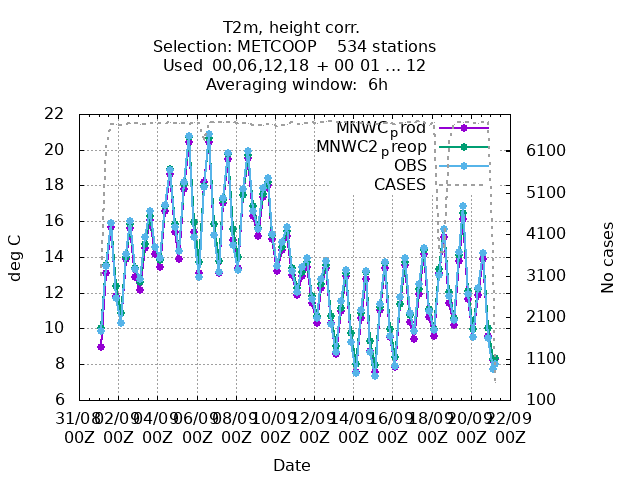 T2m, height corr.
Selection: METCOOP 534 stations
Used 00,06,12,18 + 00 01 ... 12
Averaging window: 6h
deg C
22
20
18
16
14
12
10
8
6
MNWC_prod
MNWC2_preop
OBS
CASES
6100
5100
4100
3100
2100
1100
100
No cases
31/08 02/09 04/09 06/09 08/09 10/09 12/09 14/09 16/09 18/09 20/09 22/09
00Z 00Z 00Z 00Z 00Z 00Z 00Z 00Z 00Z 00Z 00Z 00Z
Date